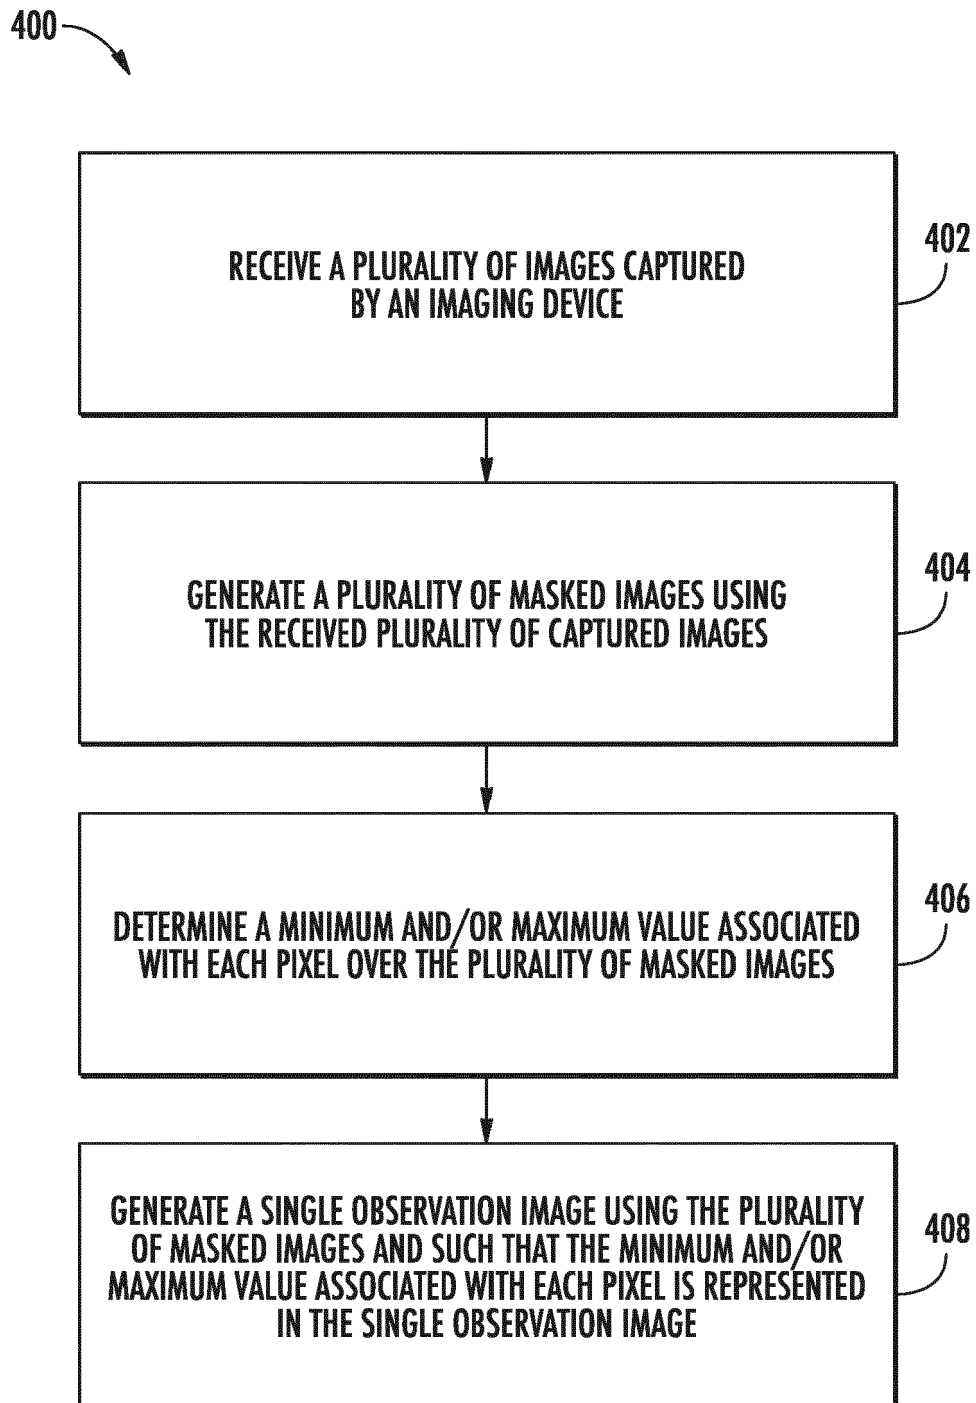 400
RECEIVE A PLURALITY OF IMAGES CAPTURED
BY AN IMAGING DEVICE
402
GENERATE A PLURALITY OF MASKED IMAGES USING
THE RECEIVED PLURALITY OF CAPTURED IMAGES
404
DETERMINE A MINIMUM AND/OR MAXIMUM VALUE ASSOCIATED
WITH EACH PIXEL OVER THE PLURALITY OF MASKED IMAGES
406
GENERATE A SINGLE OBSERVATION IMAGE USING THE PLURALITY
OF MASKED IMAGES AND SUCH THAT THE MINIMUM AND/OR
MAXIMUM VALUE ASSOCIATED WITH EACH PIXEL IS REPRESENTED
IN THE SINGLE OBSERVATION IMAGE
408